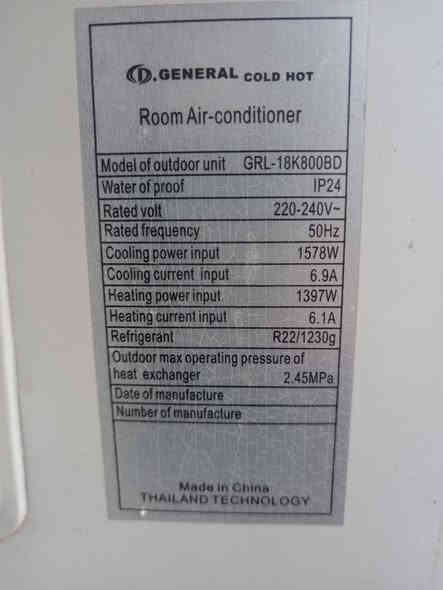 D.GENERAL COLD HOT
Room Air-conditioner
Model of outdoor unit GRL-18K800BD
Water of proof IP24
Rated volt 220-240V~
Rated frequency 50Hz
Cooling power input 1578W
Cooling current input 6.9A
Heating power input 1397W
Heating current input 6.1A
Refrigerant R22/1230g
Outdoor max operating pressure of
heat exchanger 2.45MPa
Date of manufacture
Number of manufacture
Made in China
THAILAND TECHNOLOGY